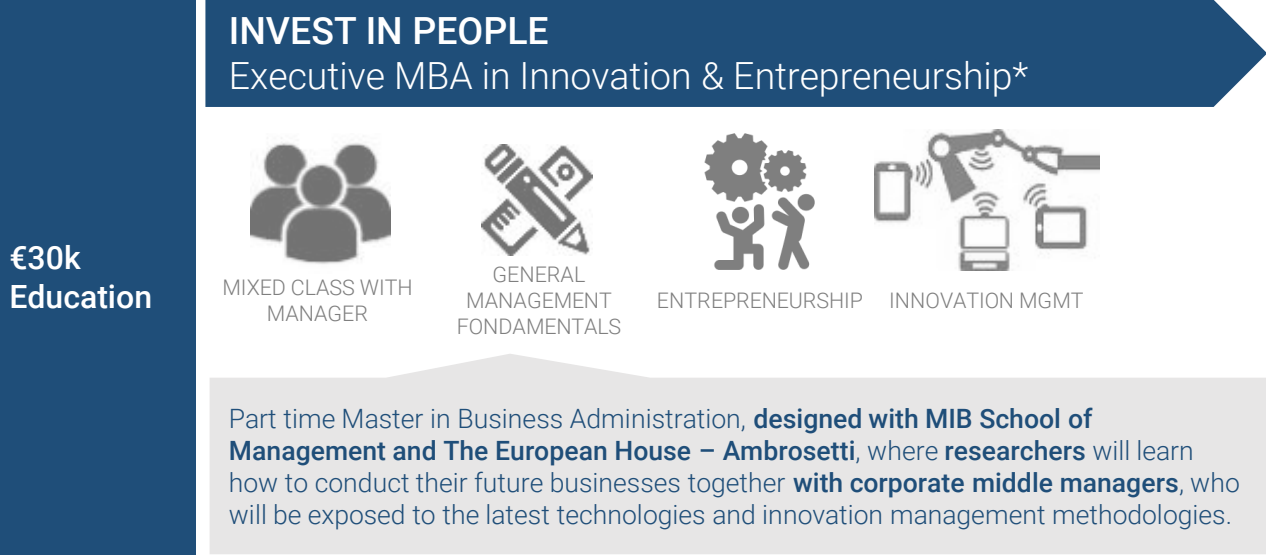 INVEST IN PEOPLE
Executive MBA in Innovation & Entrepreneurship*
€30k
Education
MIXED CLASS WITH
MANAGER
GENERAL
MANAGEMENT
FONDAMENTALS
ENTREPRENEURSHIP
INNOVATION MGMT
Part time Master in Business Administration, designed with MIB School of
Management and The European House – Ambrosetti, where researchers will learn
how to conduct their future businesses together with corporate middle managers, who
will be exposed to the latest technologies and innovation management methodologies.